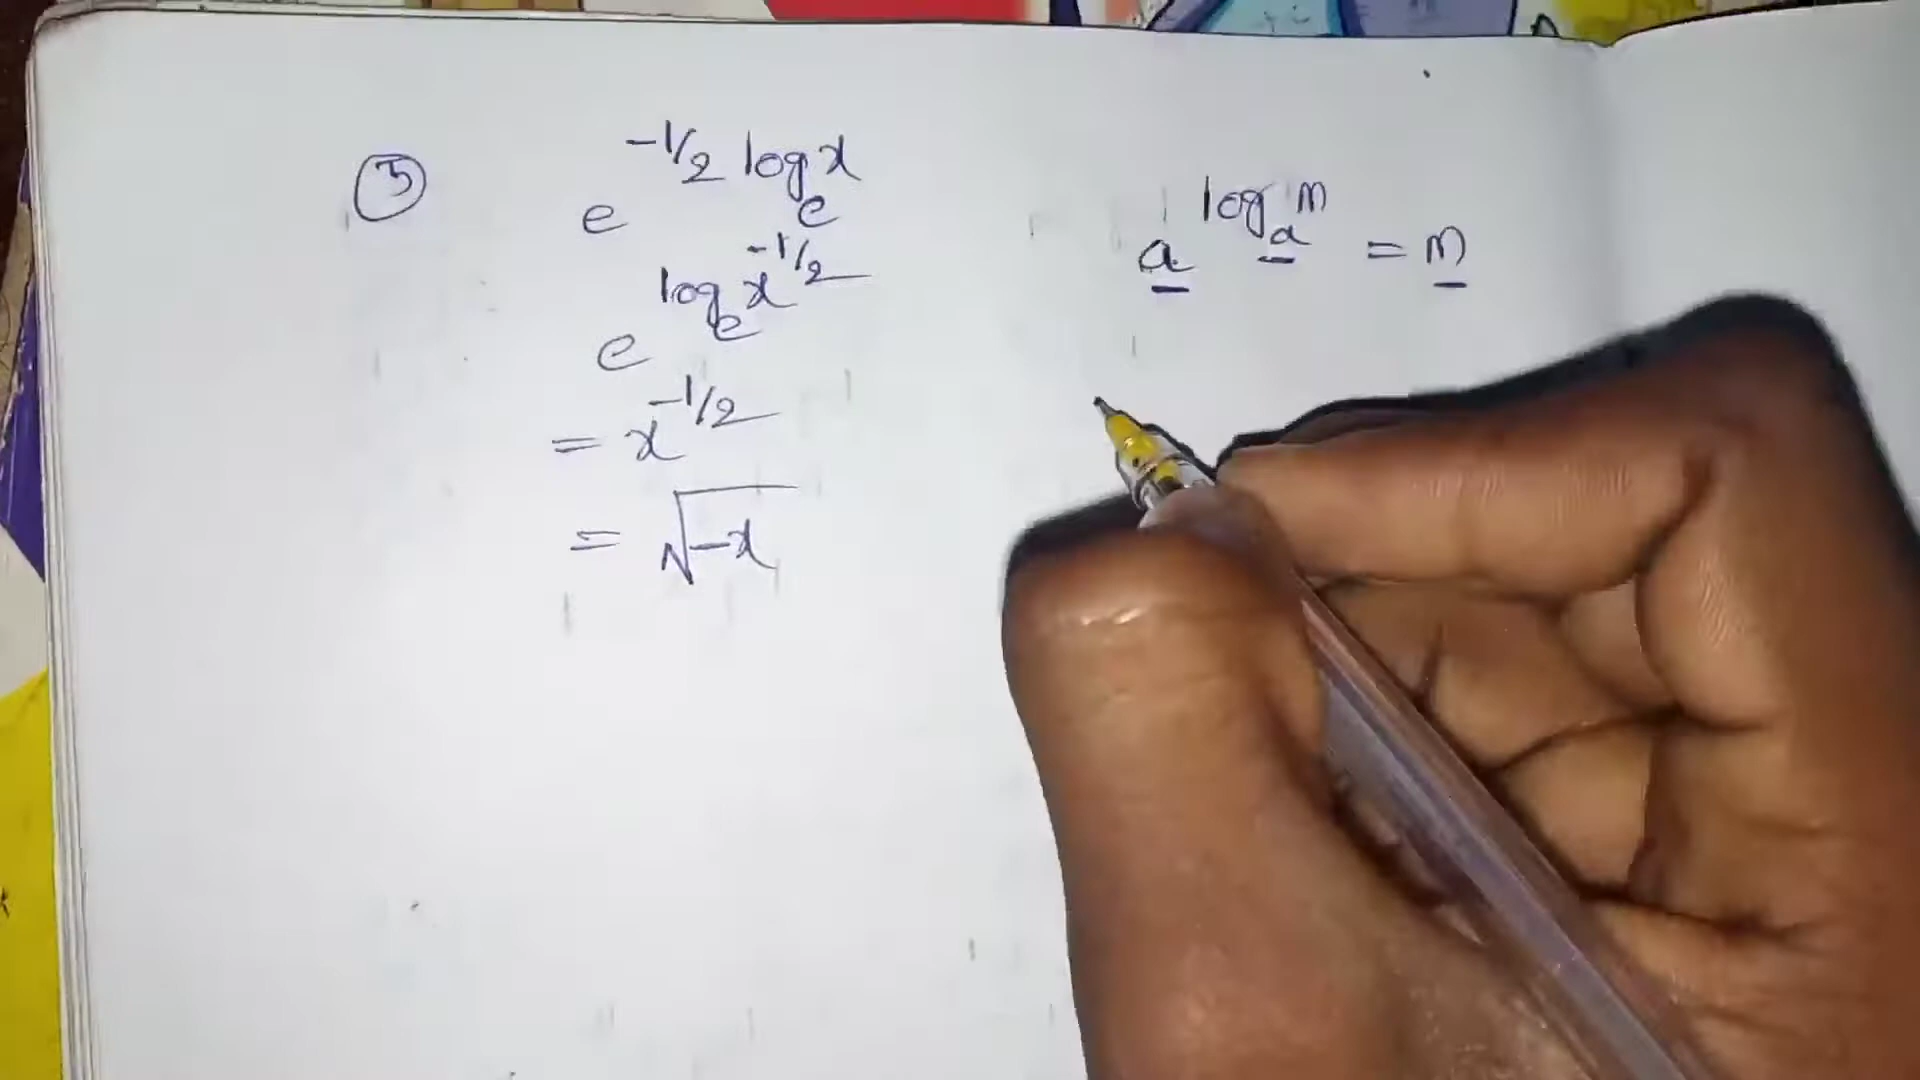 ③ e^{-1/2 log_e x}
e^{log_e x^{-1/2}}
= x^{-1/2}
= √-x
a^{log_a m} = m